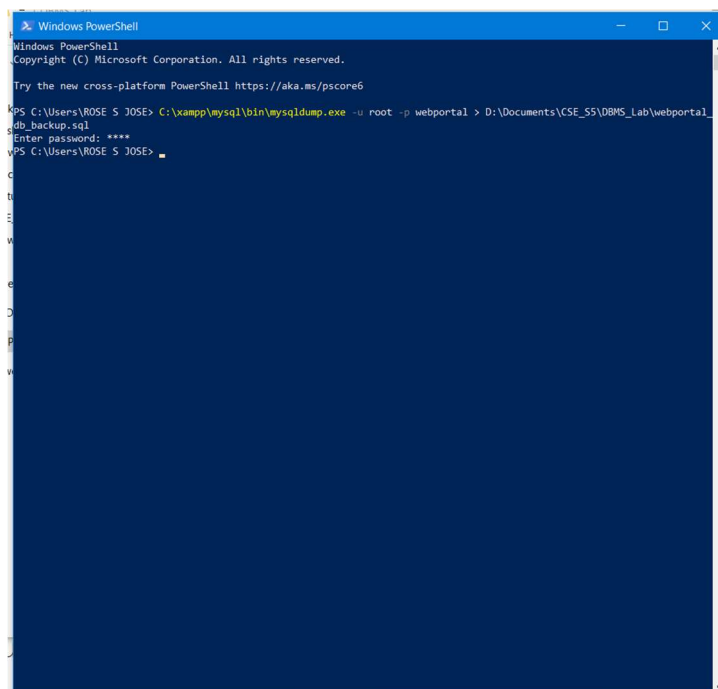 Windows PowerShell
Windows PowerShell
Copyright (C) Microsoft Corporation. All rights reserved.
Try the new cross-platform PowerShell https://aka.ms/pscore6
PS C:\Users\ROSE S JOSE> C:\xampp\mysql\bin\mysqldump.exe -u root -p webportal > D:\Documents\CSE_S5\DBMS_Lab\webportal_
db_backup.sql
Enter password: ****
PS C:\Users\ROSE S JOSE>